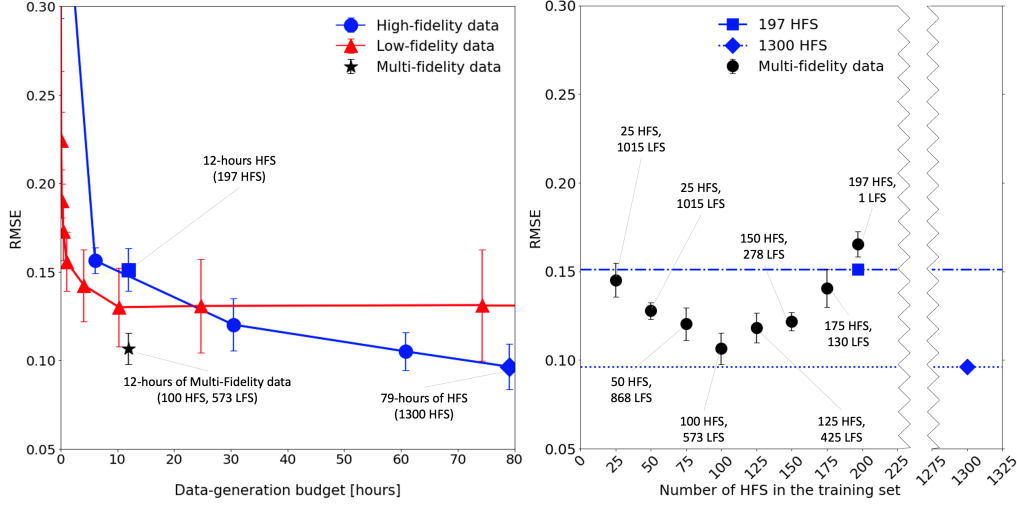 High-fidelity data
Low-fidelity data
Multi-fidelity data
12-hours HFS
(197 HFS)
12-hours of Multi-Fidelity data
(100 HFS, 573 LFS)
79-hours of HFS
(1300 HFS)
RMSE
0.30
0.25
0.20
0.15
0.10
0.05
0 10 20 30 40 50 60 70 80
Data-generation budget [hours]
197 HFS
1300 HFS
Multi-fidelity data
25 HFS,
1015 LFS
25 HFS,
1015 LFS
197 HFS,
1 LFS
150 HFS,
278 LFS
175 HFS,
130 LFS
50 HFS,
868 LFS
100 HFS,
573 LFS
125 HFS,
425 LFS
RMSE
0.30
0.25
0.20
0.15
0.10
0.05
0 25 50 75 100 125 150 175 200 225 1275 1300 1325
Number of HFS in the training set